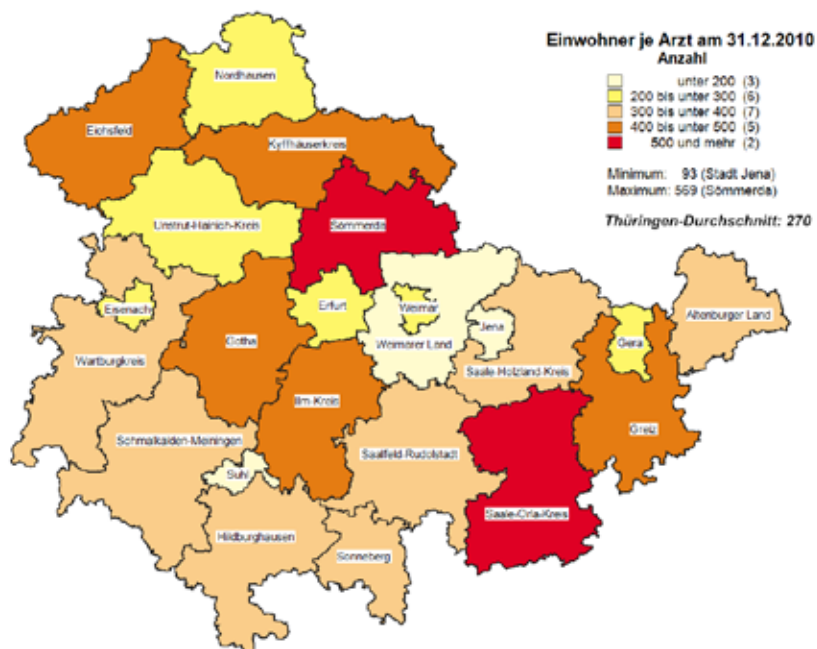 Einwohner je Arzt am 31.12.2010
Anzahl
unter 200 (3)
200 bis unter 300 (6)
300 bis unter 400 (7)
400 bis unter 500 (5)
500 und mehr (2)
Minimum: 93 (Stadt Jena)
Maximum: 569 (Sömmerda)
Thüringen-Durchschnitt: 270
Nordhausen
Eichsfeld
Kyffhäuserkreis
Unstrut-Hainich-Kreis
Sömmerda
Eisenach
Erfurt
Weimar
Jena
Altenburger Land
Gotha
Weimarer Land
Gera
Wartburgkreis
Saale-Holzland-Kreis
Ilm-Kreis
Schmalkalden-Meiningen
Greiz
Saalfeld-Rudolstadt
Suhl
Saale-Orla-Kreis
Hildburghausen
Sonneberg